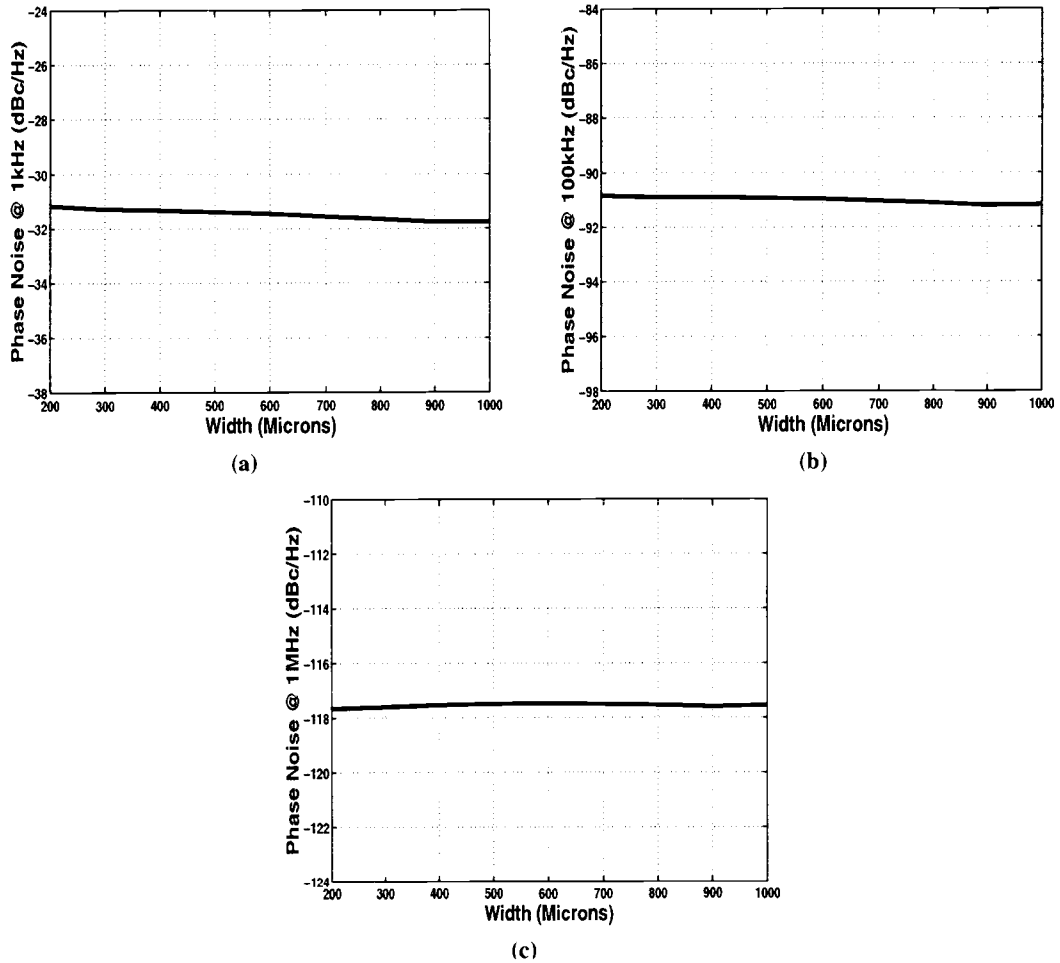 Phase Noise @ 1kHz (dBc/Hz)
-24
-26
-28
-30
-32
-34
-36
-38
200 300 400 500 600 700 800 900 1000
Width (Microns)
(a)
Phase Noise @ 100kHz (dBc/Hz)
-84
-86
-88
-90
-92
-94
-96
-98
200 300 400 500 600 700 800 900 1000
Width (Microns)
(b)
Phase Noise @ 1MHz (dBc/Hz)
-110
-112
-114
-116
-118
-120
-122
-124
200 300 400 500 600 700 800 900 1000
Width (Microns)
(c)